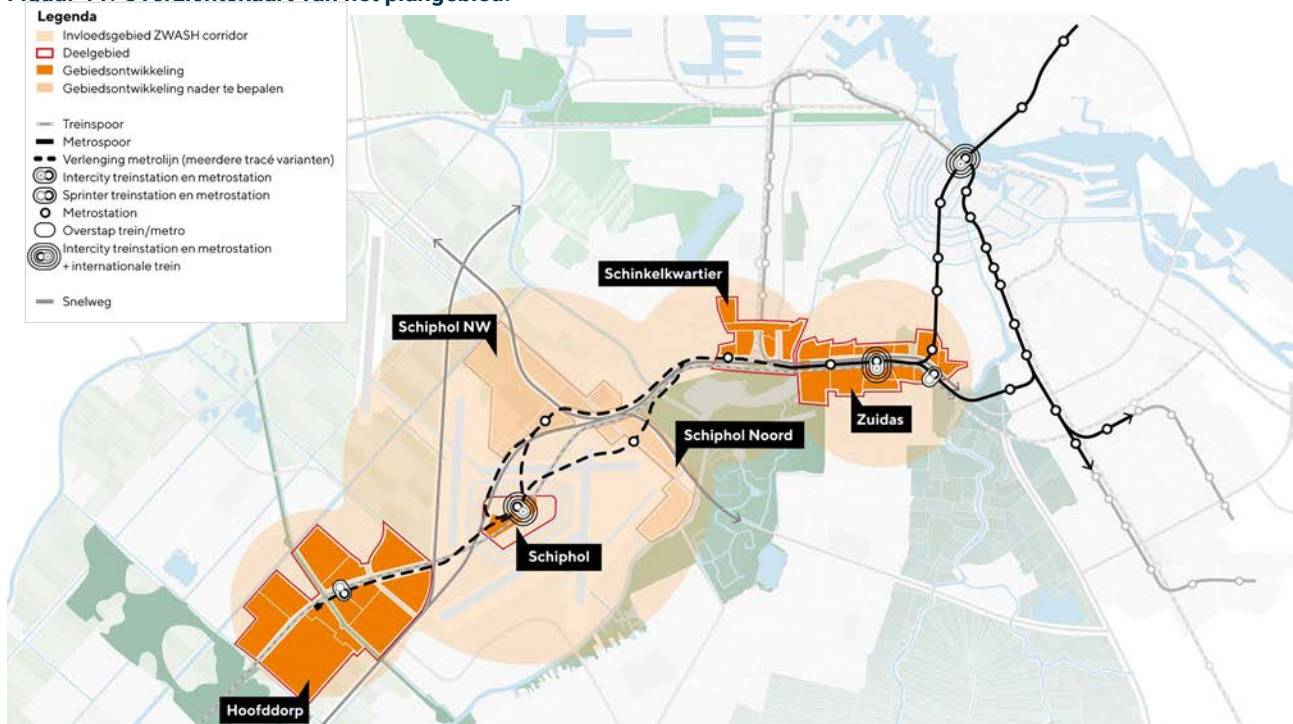 Legenda
Invloedsgebied ZWASH corridor
Deelgebied
Gebiedsontwikkeling
Gebiedsontwikkeling nader te bepalen
Treinspoor
Metrospoor
Verlenging metrolijn (meerdere tracé varianten)
Intercity treinstation en metrostation
Sprinter treinstation en metrostation
Metrostation
Overstap trein/metro
Intercity treinstation en metrostation
+ internationale trein
Snelweg
Schinkelkwartier
Schiphol NW
Zuidas
Schiphol Noord
Schiphol
Hoofddorp